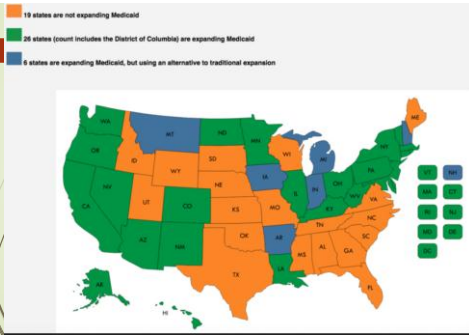 19 states are not expanding Medicaid
26 states (count includes the District of Columbia) are expanding Medicaid
6 states are expanding Medicaid, but using an alternative to traditional expansion
WA
MT
ND
MN
ME
OR
ID
SD
WI
MI
NY
WY
IA
PA
NV
NE
IL
IN
OH
VT
NH
UT
CO
WV
VA
MA
CT
CA
KS
MO
KY
RI
NJ
NC
TN
MD
DE
AZ
NM
OK
AR
SC
DC
MS
AL
GA
TX
LA
AK
FL
HI